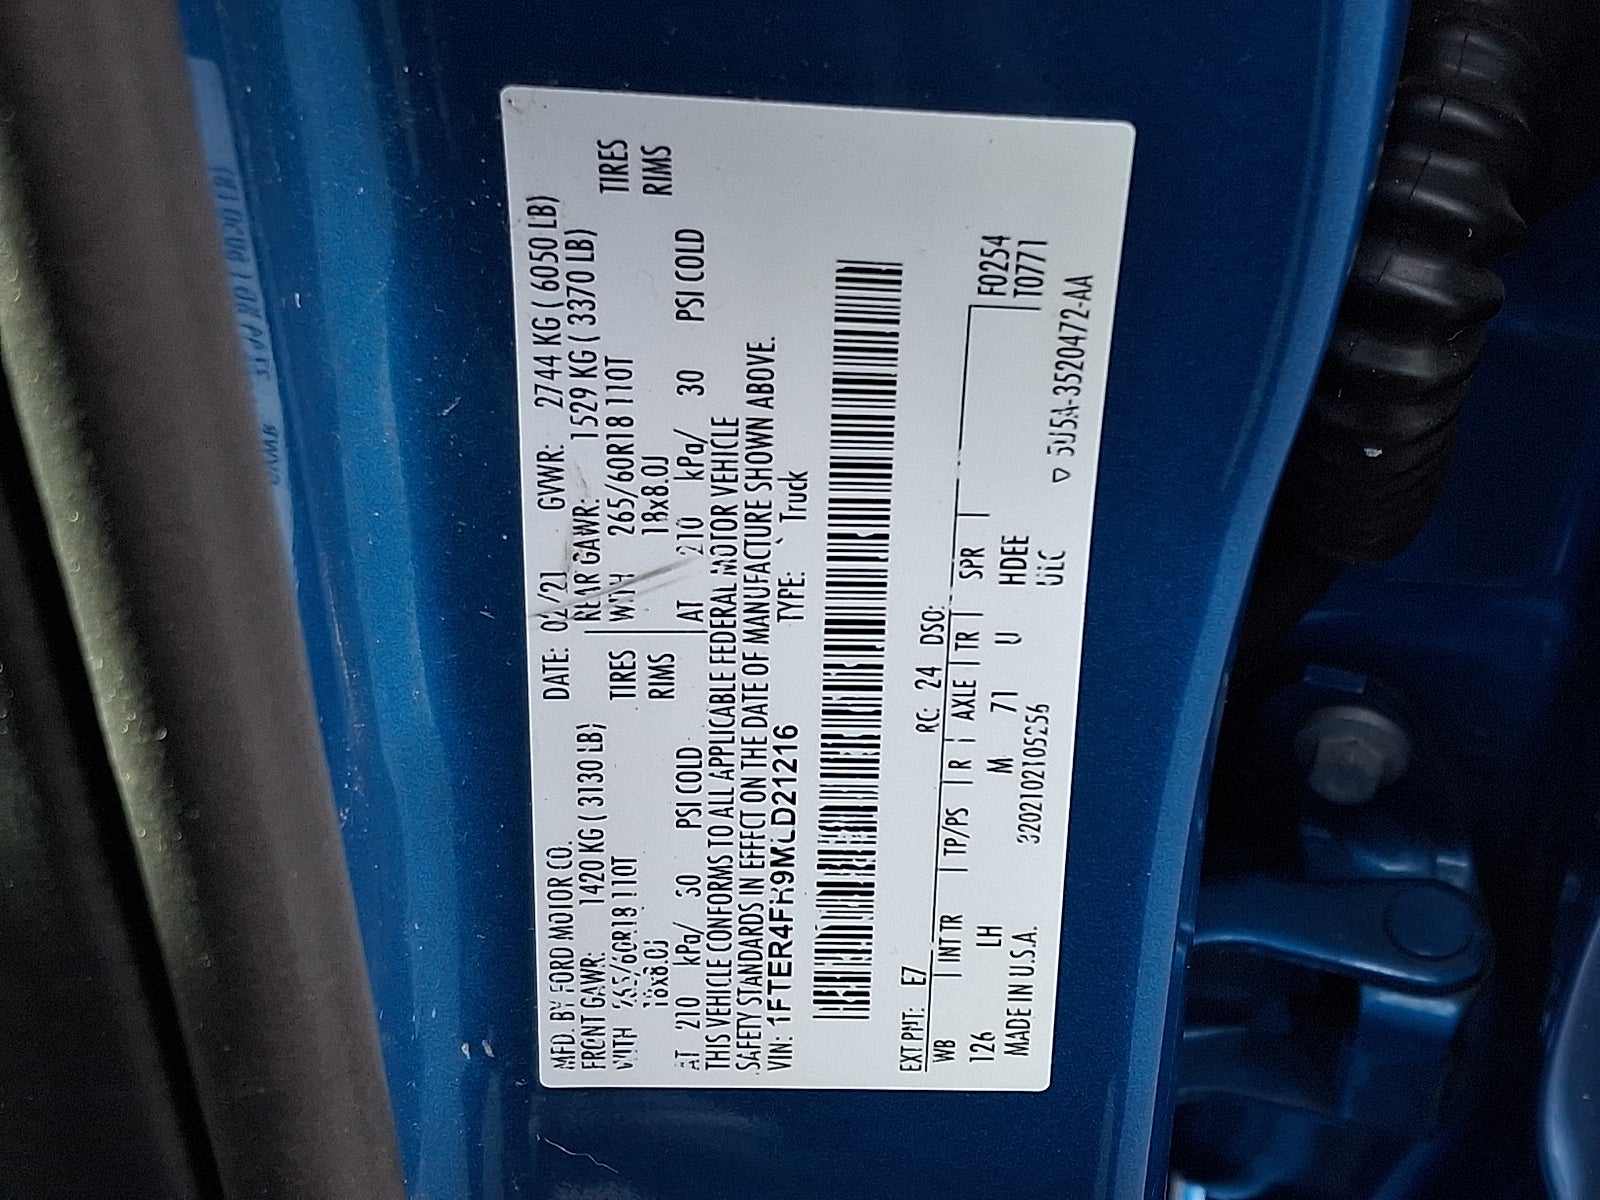 MFD. BY FORD MOTOR CO. DATE: 02/21 GVWR: 2744 KG ( 6050 LB)
FRONT GAWR: 1420 KG ( 3130 LB) REAR GAWR: 1529 KG ( 3370 LB)
WITH 265/60R18 110T TIRES WITH 265/60R18 110T TIRES
18x8.0J RIMS 18x8.0J RIMS
AT 210 kPa/ 30 PSI COLD AT 210 kPa/ 30 PSI COLD
THIS VEHICLE CONFORMS TO ALL APPLICABLE FEDERAL MOTOR VEHICLE
SAFETY STANDARDS IN EFFECT ON THE DATE OF MANUFACTURE SHOWN ABOVE.
VIN: 1FTER4FH9MLD21216 TYPE: Truck
EXT PNT: E7 RC: 24 DSO: F0254
WB INT TR TP/PS R AXLE TR SPR T0771
126 LH M 71 U HDEE
MADE IN U.S.A. ULC
5U5A-3520472-AA